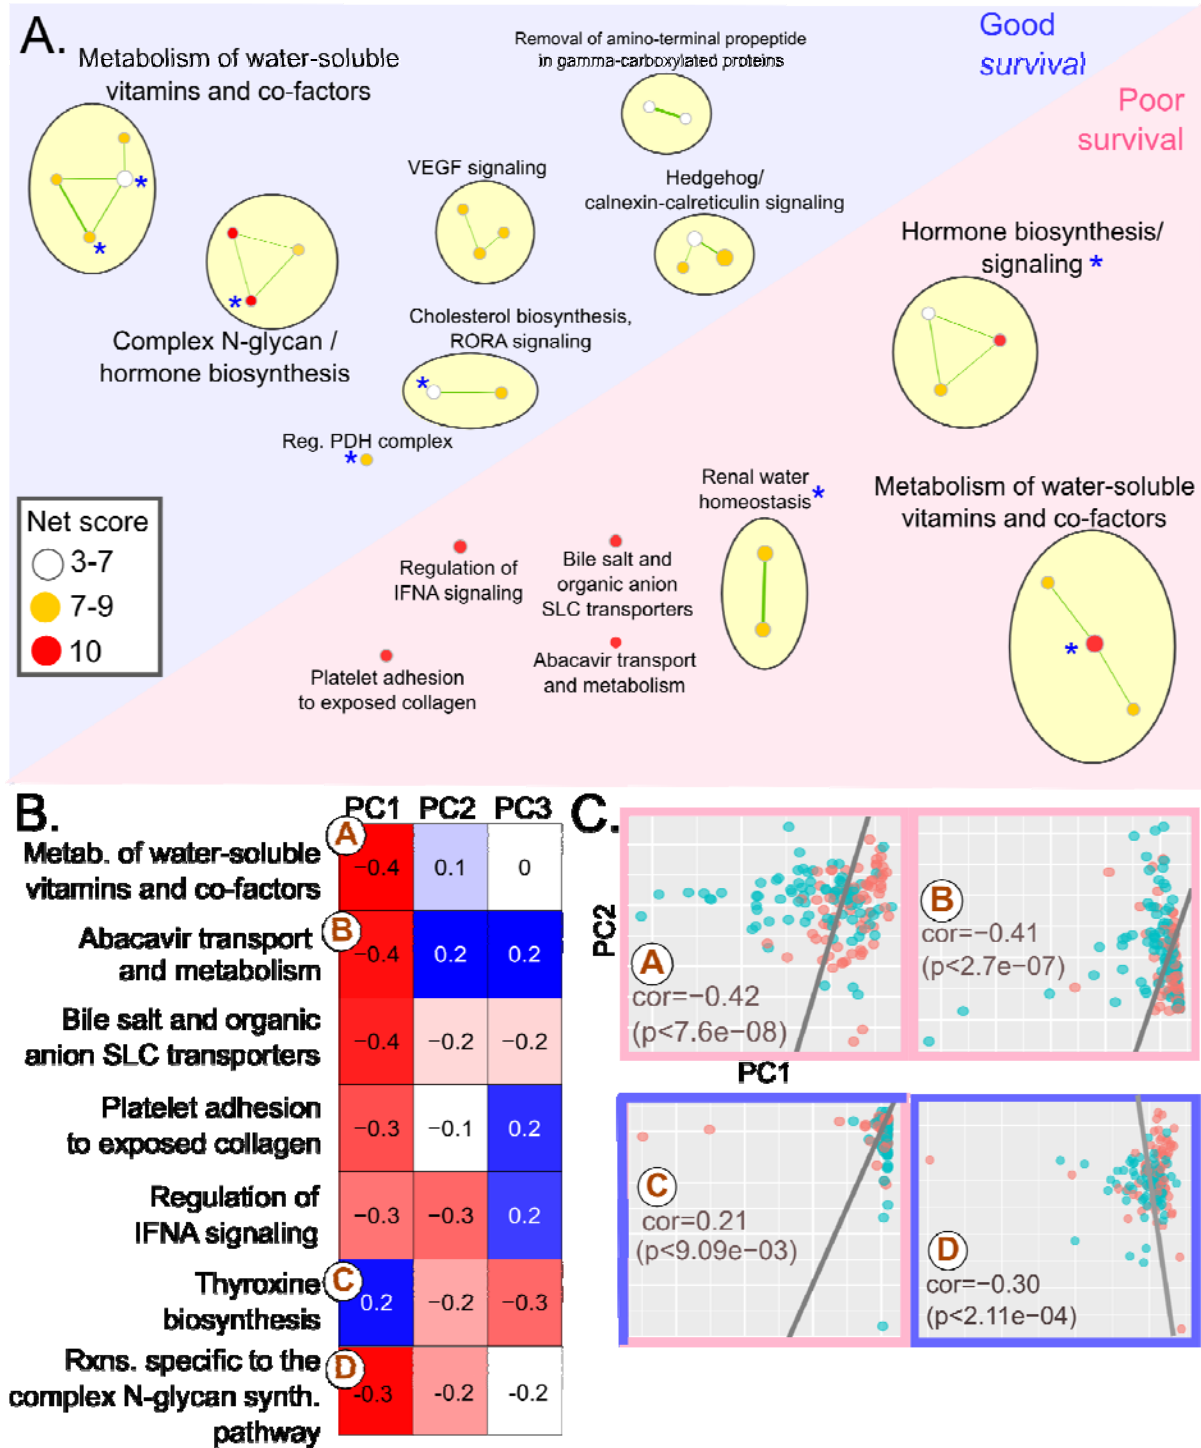 A.
Good
survival
Poor
survival
Metabolism of water-soluble
vitamins and co-factors
*
*
Removal of amino-terminal propeptide
in gamma-carboxylated proteins
VEGF signaling
Hedgehog/
calnexin-calreticulin signaling
*
Complex N-glycan /
hormone biosynthesis
Cholesterol biosynthesis,
RORA signaling
*
Reg. PDH complex
*
Hormone biosynthesis/
signaling *
Renal water
homeostasis*
Metabolism of water-soluble
vitamins and co-factors
*
Net score
3-7
7-9
10
Regulation of
IFNA signaling
Bile salt and
organic anion
SLC transporters
Platelet adhesion
to exposed collagen
Abacavir transport
and metabolism
B.
PC1 PC2 PC3
Metab. of water-soluble
vitamins and co-factors
A
−0.4 0.1 0
Abacavir transport
and metabolism
B
−0.4 0.2 0.2
Bile salt and organic
anion SLC transporters
−0.4 −0.2 −0.2
Platelet adhesion
to exposed collagen
−0.3 −0.1 0.2
Regulation of
IFNA signaling
−0.3 −0.3 0.2
Thyroxine
biosynthesis
C
0.2 −0.2 −0.3
Rxns. specific to the
complex N-glycan synth.
pathway
D
-0.3 -0.2 -0.2
C.
PC2
PC1
A
cor=−0.42
(p<7.6e−08)
B
cor=−0.41
(p<2.7e−07)
C
cor=0.21
(p<9.09e−03)
D
cor=−0.30
(p<2.11e−04)